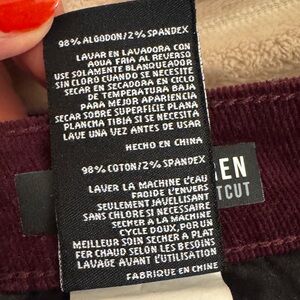 98% ALGODON/2% SPANDEX
LAVAR EN LAVADORA CON
AGUA FRIA AL REVERSO
USE SOLAMENTE BLANQUEADOR
SIN CLORO CUANDO SE NECESITE
SECAR EN SECADORA EN CICLO
DE TEMPERATURA BAJA
PARA MEJOR APARIENCIA
SECAR SOBRE SUPERFICIE PLANA
PLANCHA TIBIA SI SE NECESITE
LAVE UNA VEZ ANTES DE USAR
HECHO EN CHINA
98% COTON/2% SPANDEX
LAVER LA MACHINE L'EAU
FROIDE L'ENVERS
SEULEMENT JAVELLISANT
SANS CHLORE SI NECESSAIRE
SECHER A LA MACHINE
CYCLE DOUX, POR UN
MEILLEUR SOIN SECHER A PLAT
FER CHAUD SELON LES BESOINS
LAVAGE AVANT L'UTILISATION
FABRIQUE EN CHINE
EN
TCUT